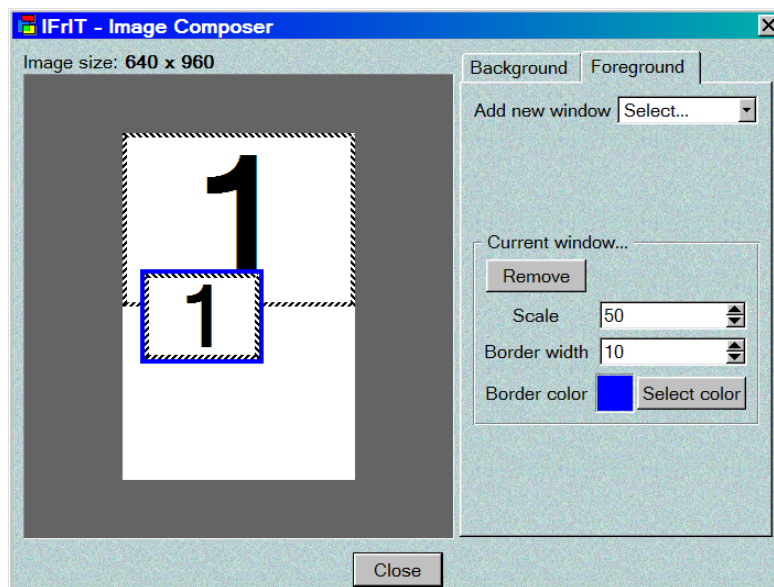 IFrIT - Image Composer
Image size: 640 x 960
Background
Foreground
Add new window
Select...
1
1
Current window...
Remove
Scale
50
Border width
10
Border color
Select color
Close